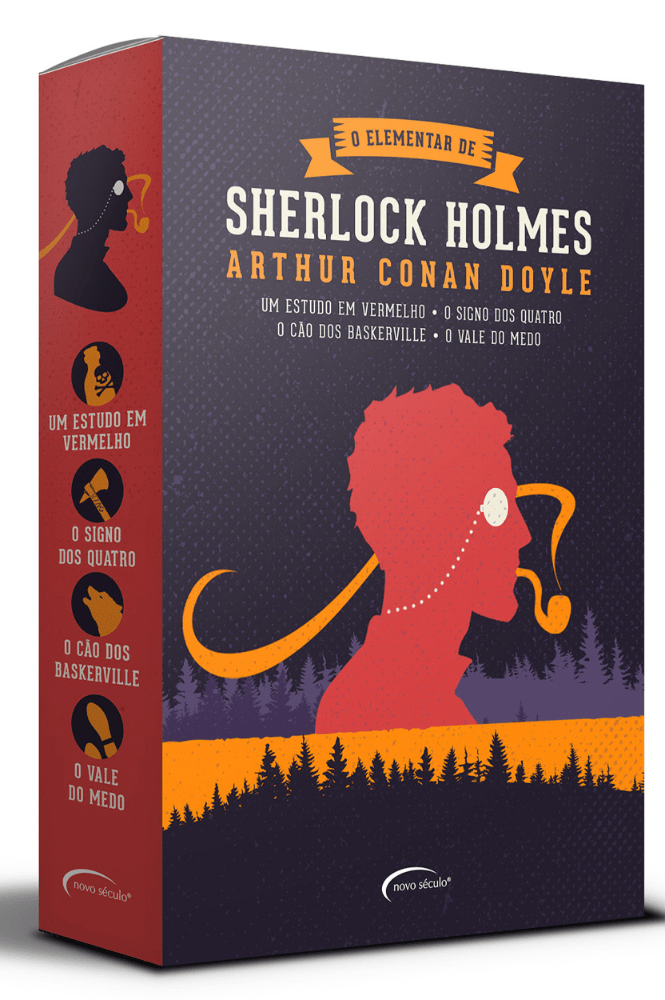 O ELEMENTAR DE
SHERLOCK HOLMES
ARTHUR CONAN DOYLE
UM ESTUDO EM VERMELHO • O SIGNO DOS QUATRO
O CÃO DOS BASKERVILLE • O VALE DO MEDO
novo século®
UM ESTUDO EM
VERMELHO
O SIGNO
DOS QUATRO
O CÃO DOS
BASKERVILLE
O VALE
DO MEDO
novo século®